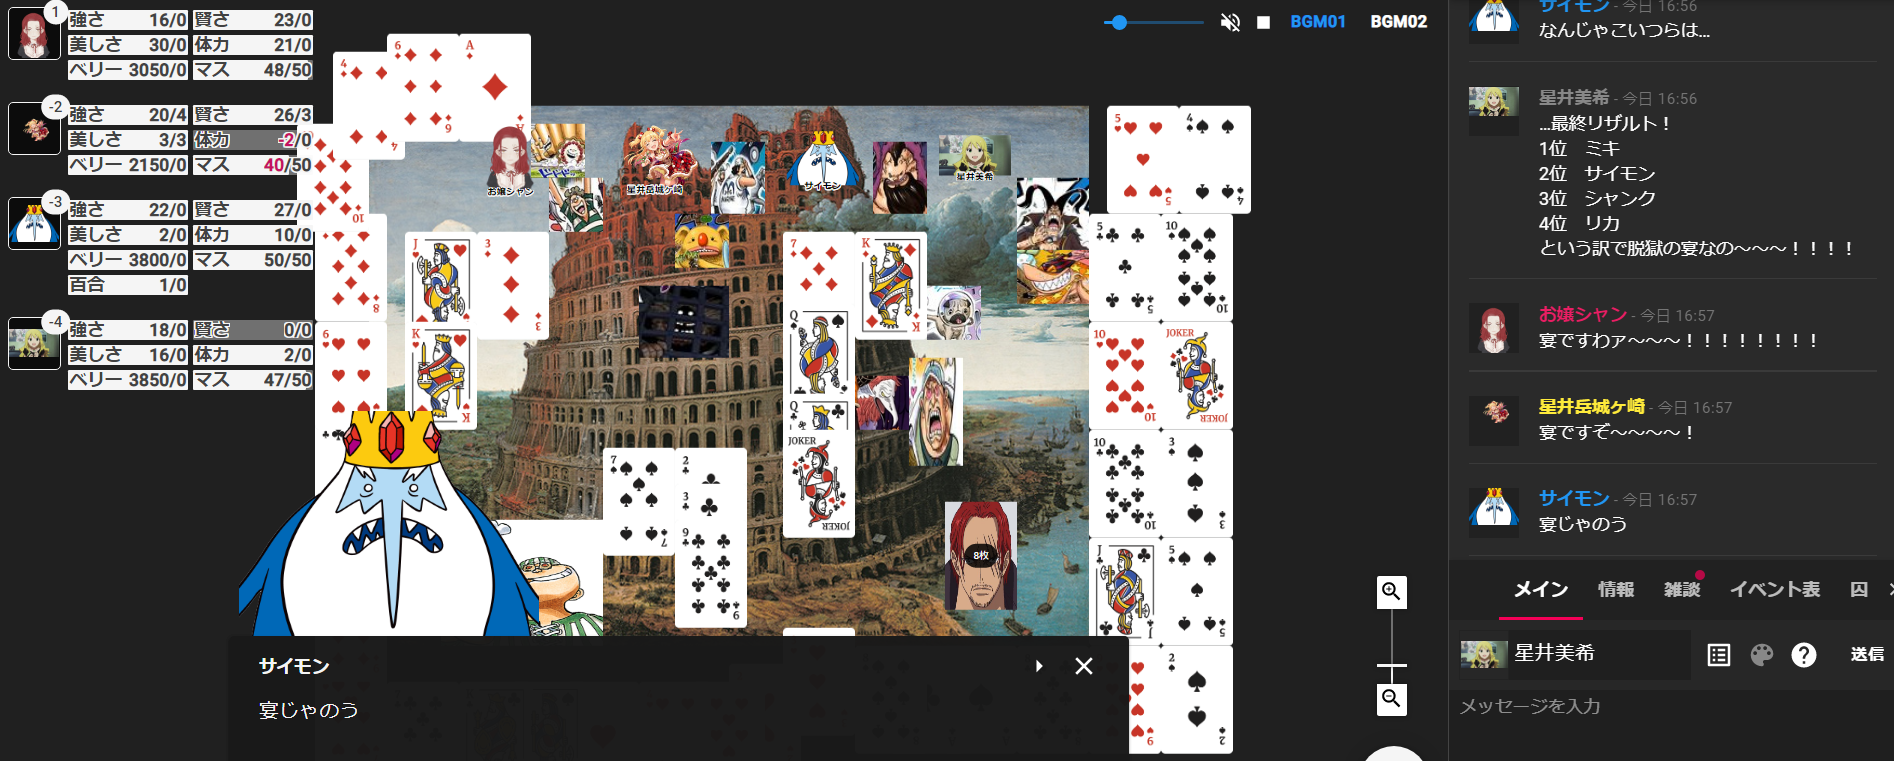 1
強さ 16/0 賢さ 23/0
美しさ 30/0 体力 21/0
ベリー 3050/0 マス 48/50
-2
強さ 20/4 賢さ 26/3
美しさ 3/3 体力 -2/0
ベリー 2150/0 マス 40/50
-3
強さ 22/0 賢さ 27/0
美しさ 2/0 体力 10/0
ベリー 3800/0 マス 50/50
百合 1/0
-4
強さ 18/0 賢さ 0/0
美しさ 16/0 体力 2/0
ベリー 3850/0 マス 47/50
BGM01 BGM02
お嬢シャン
星井岳城ヶ崎
サイモン
星井美希
JOKER
JOKER
JOKER
JOKER
8枚
サイモン
宴じゃのう
サイモン - 今日 16:56
なんじゃこいつらは...
星井美希 - 今日 16:56
...最終リザルト！
1位 ミキ
2位 サイモン
3位 シャンク
4位 リカ
という訳で脱獄の宴なの～～～！！！！
お嬢シャン - 今日 16:57
宴ですわァ～～～！！！！！！！！
星井岳城ヶ崎 - 今日 16:57
宴ですぞ～～～～！
サイモン - 今日 16:57
宴じゃのう
メイン 情報 雑談 イベント表 囚
星井美希
送信
メッセージを入力